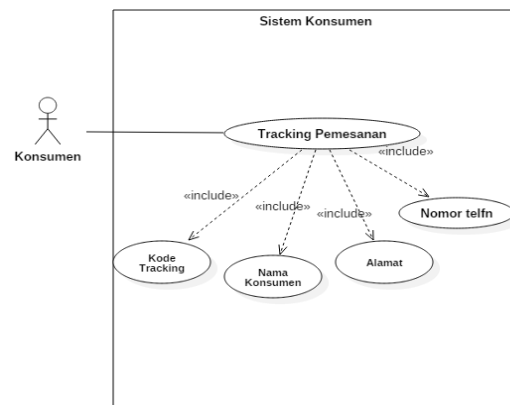 Sistem Konsumen
Konsumen
Tracking Pemesanan
«include»
«include»
«include»
«include»
Nomor telfn
Kode
Tracking
Nama
Konsumen
Alamat